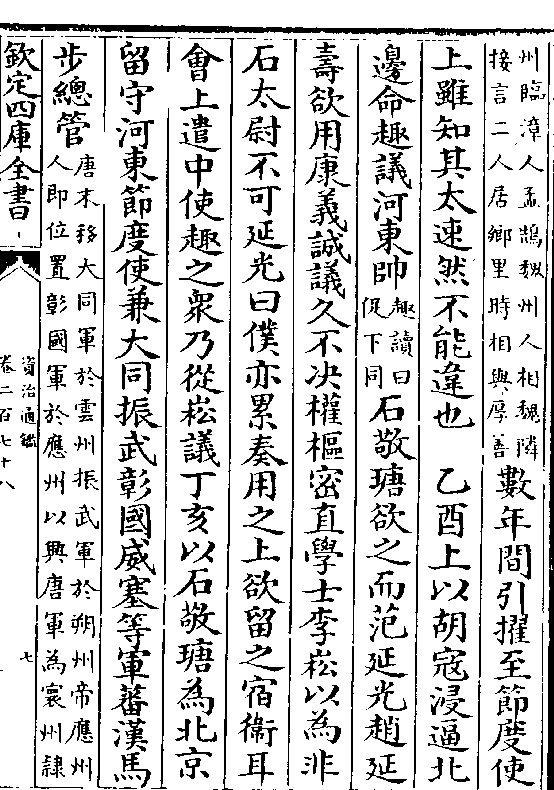 州臨漳人孟鵠魏州人相魏隣
接言二人居鄉里時相與厚善
數年間引擢至節度使
上雖知其太速然不能違也　乙酉上以胡寇浸逼北
邊命趣議河東帥
趣讀曰
促下同
石敬瑭欲之而范延光趙延
壽欲用康義誠議久不决權樞密直學士李崧以為非
石太尉不可延光曰僕亦累奏用之上欲留之宿衛耳
會上遣中使趣之衆乃從崧議丁亥以石敬瑭為北京
留守河東節度使兼大同振武彰國威塞等軍蕃漢馬
步總管
唐末移大同軍於雲州振武軍於朔州帝應州
人即位置彰國軍於應州以興唐軍為寰州隸
欽定四庫全書
資治通鑑
卷二百七十八
七